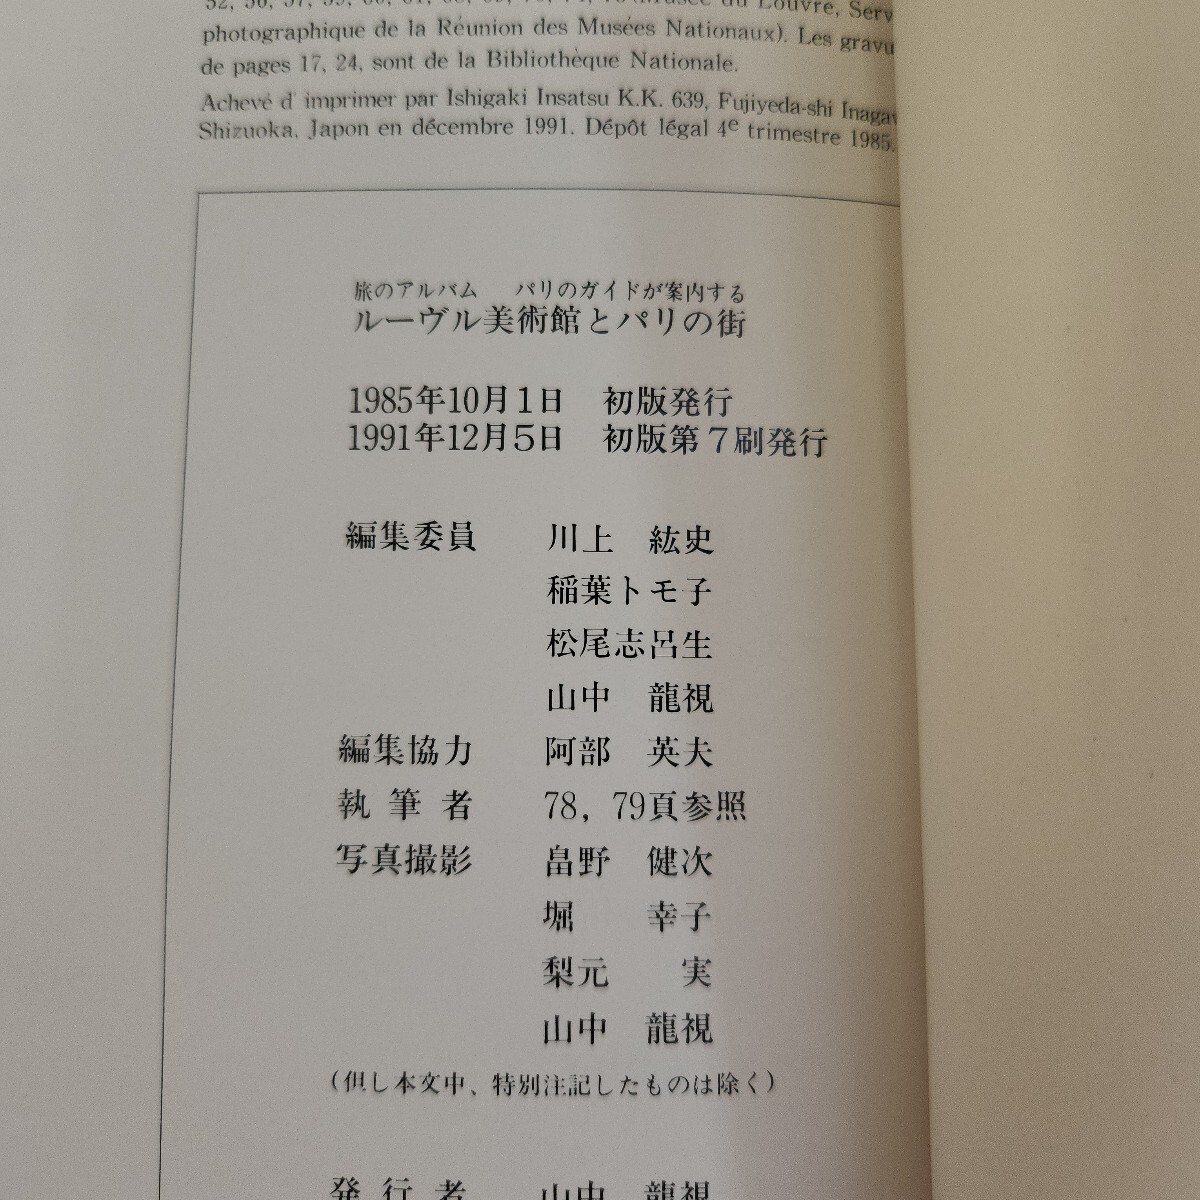 photographique de la Réunion des Musées Nationaux). Les gravu
de pages 17, 24, sont de la Bibliothèque Nationale.
Achevé d' imprimer par Ishigaki Insatsu K.K. 639, Fujiyeda-shi Inagaw
Shizuoka, Japon en décembre 1991. Dépôt légal 4e trimestre 1985.
旅のアルバム　パリのガイドが案内する
ルーヴル美術館とパリの街
1985年10月1日　初版発行
1991年12月5日　初版第7刷発行
編集委員　川上　紘史
稲葉トモ子
松尾志呂生
山中　龍視
編集協力　阿部　英夫
執筆者　78，79頁参照
写真撮影　畠野　健次
堀　幸子
梨元　実
山中　龍視
（但し本文中、特別注記したものは除く）
発行者　山中　龍視